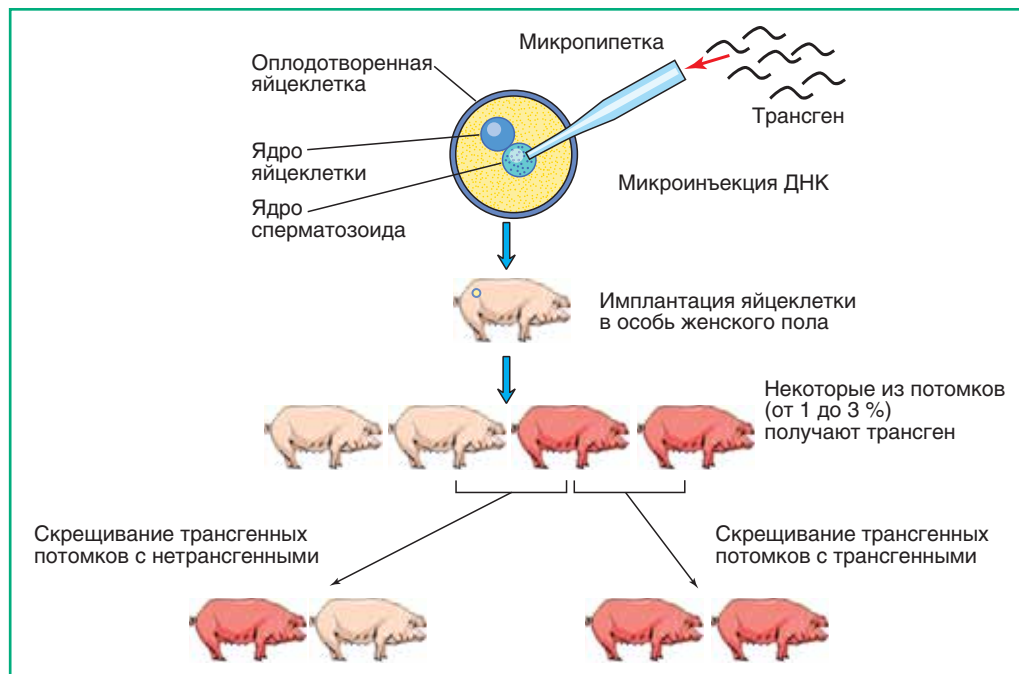 Микропипетка
Оплодотворенная
яйцеклетка
Трансген
Ядро
яйцеклетки
Микроинъекция ДНК
Ядро
сперматозоида
Имплантация яйцеклетки
в особь женского пола
Некоторые из потомков
(от 1 до 3 %)
получают трансген
Скрещивание трансгенных
потомков с нетрансгенными
Скрещивание трансгенных
потомков с трансгенными